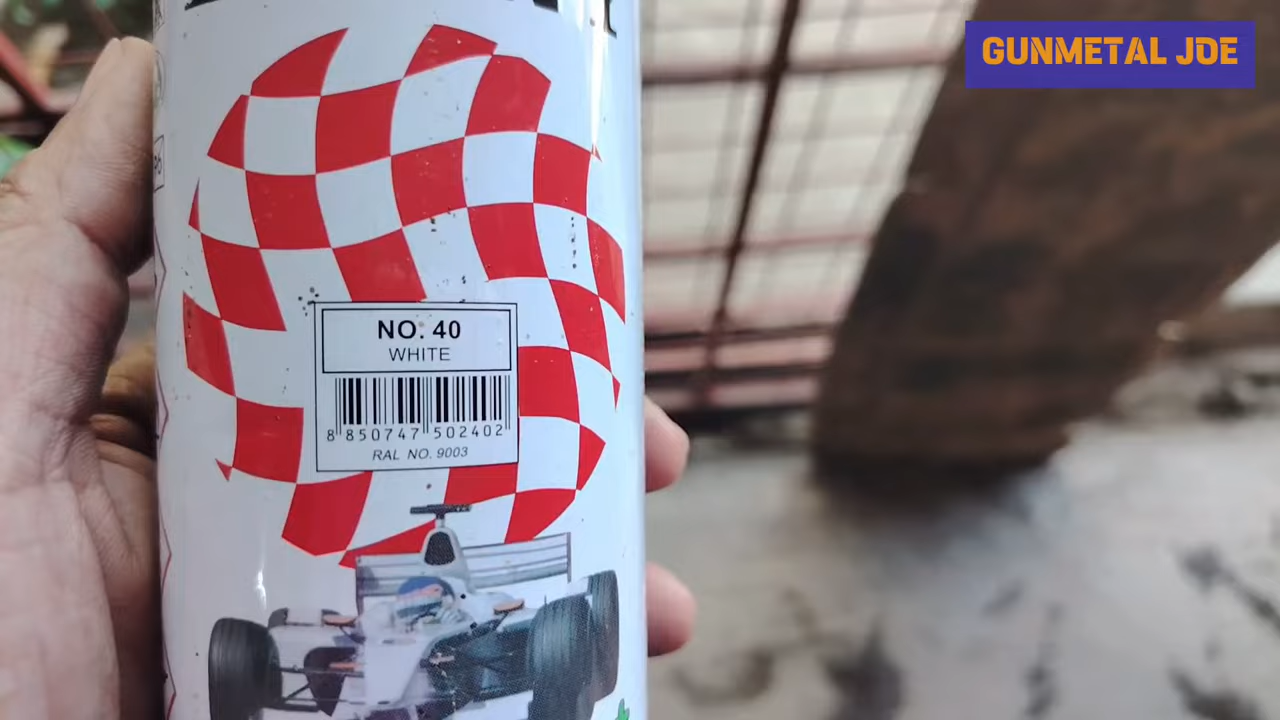 GUNMETAL JOE
NO. 40
WHITE
8 850747 502402
RAL NO. 9003